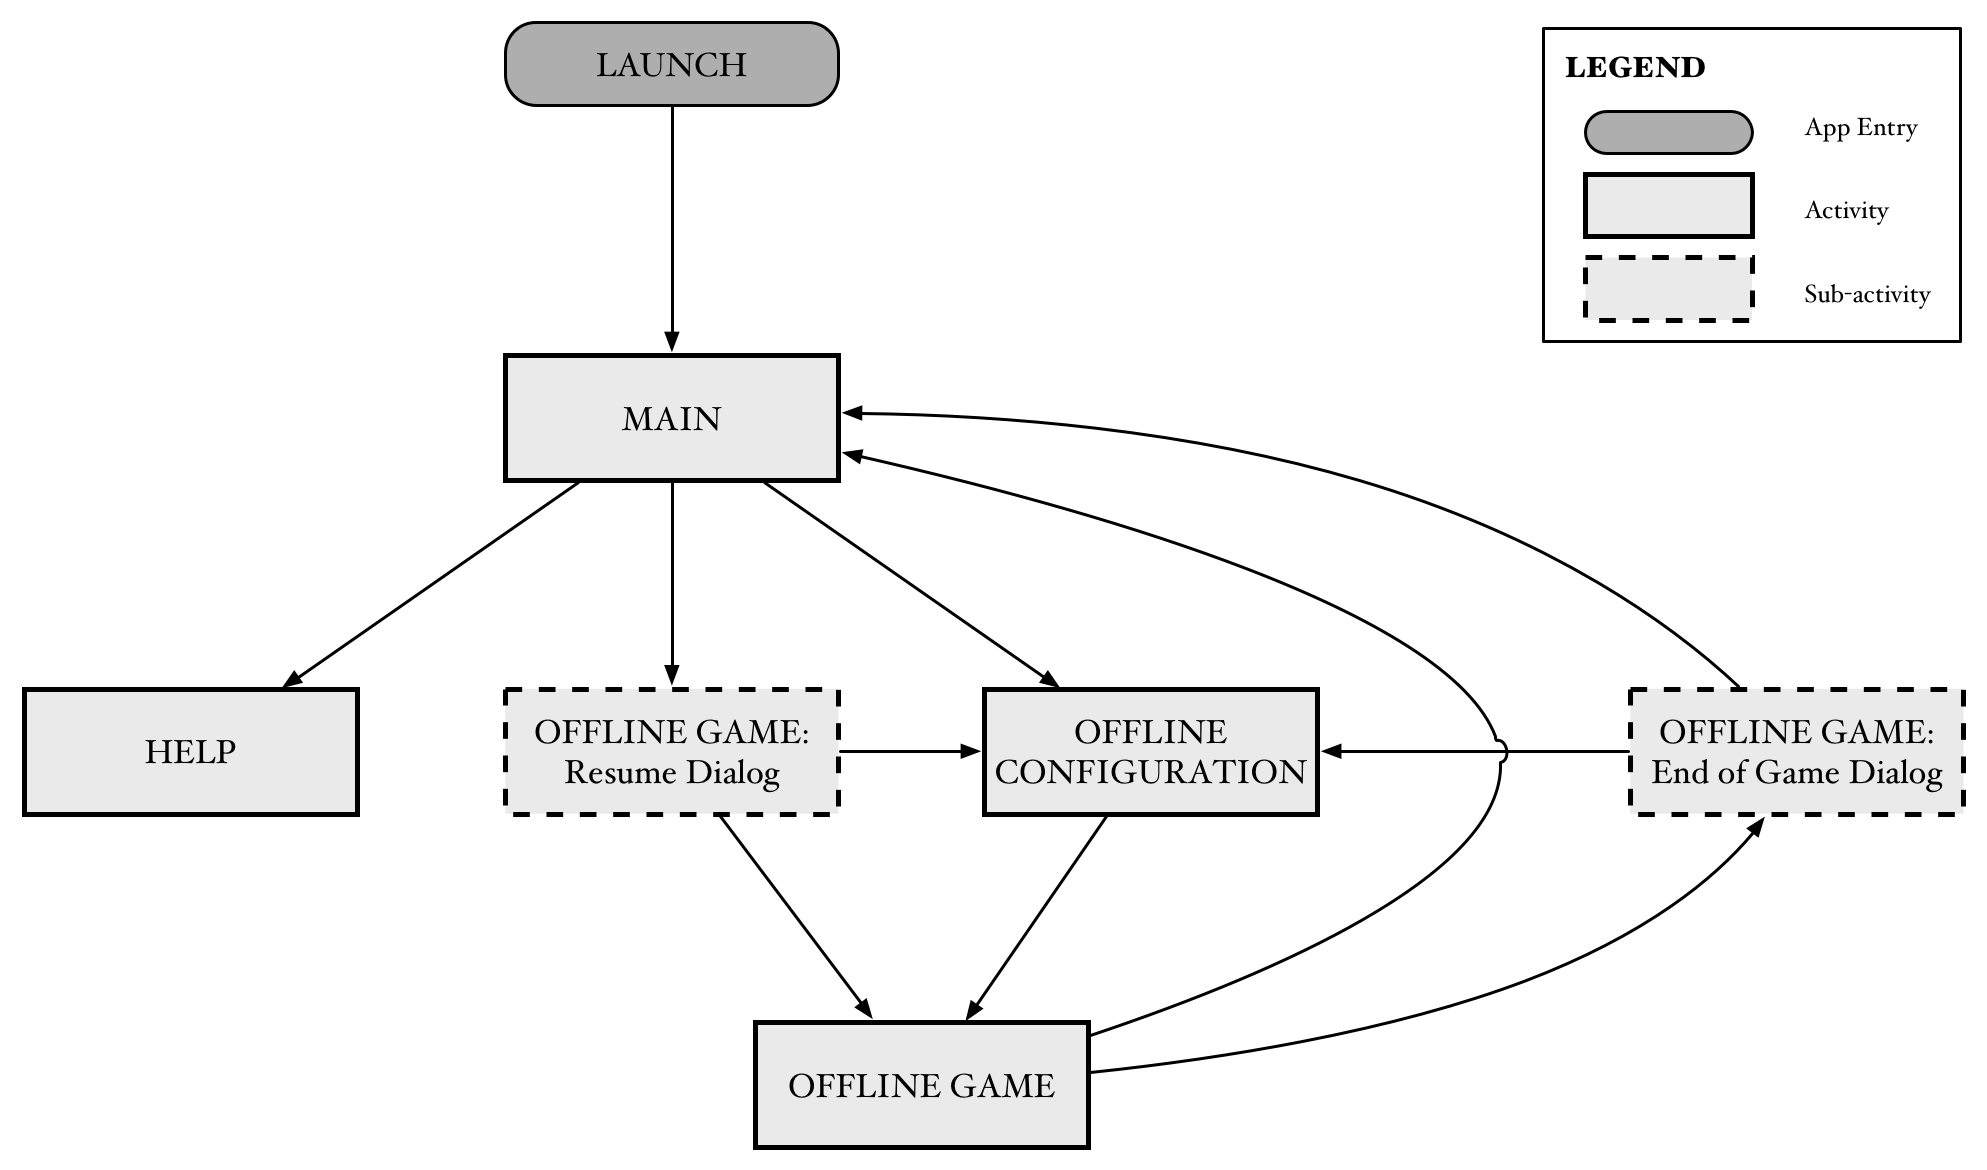 LAUNCH
LEGEND
App Entry
Activity
Sub-activity
MAIN
HELP
OFFLINE GAME:
Resume Dialog
OFFLINE
CONFIGURATION
OFFLINE GAME:
End of Game Dialog
OFFLINE GAME